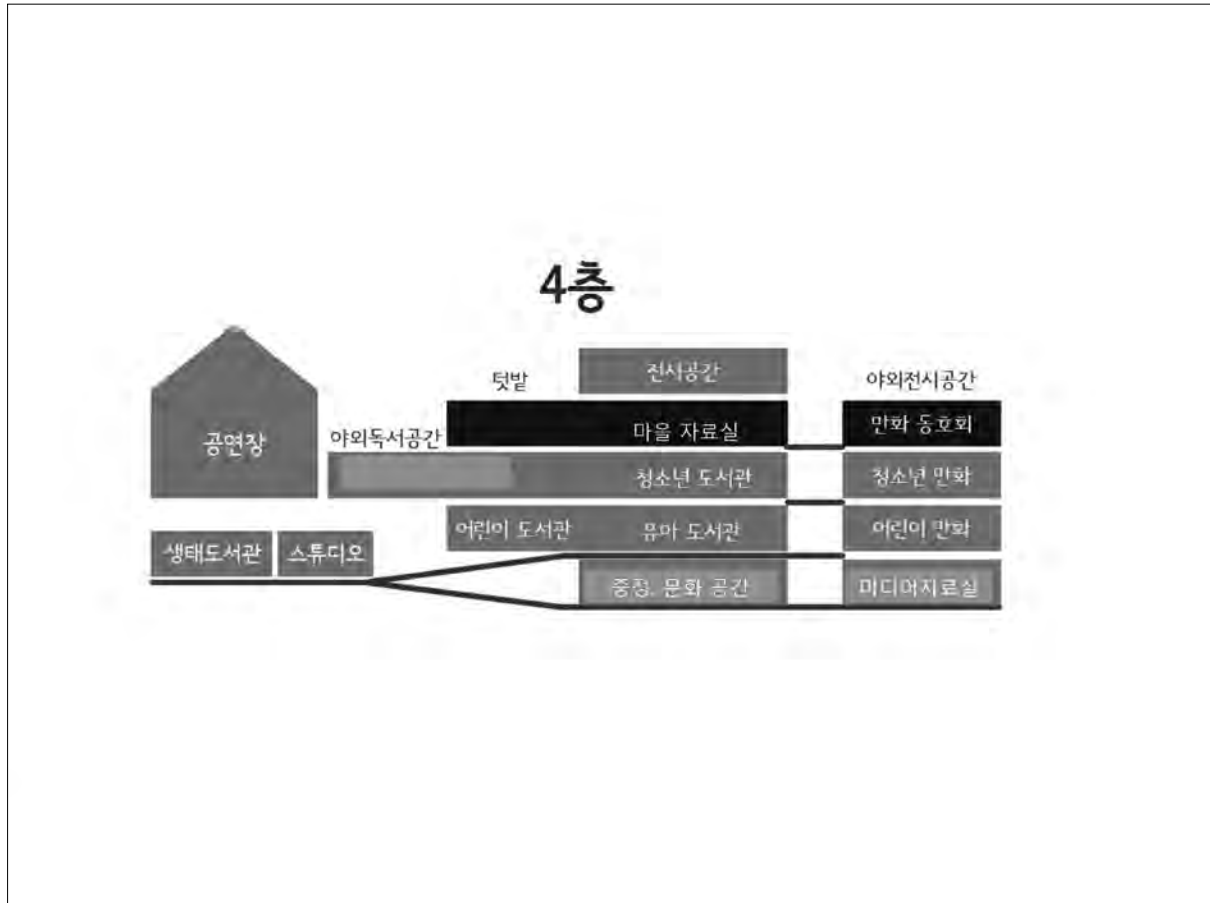 4층
텃밭
전시공간
야외전시공간
공연장
야외독서공간
마을 자료실
만화 동호회
청소년 도서관
청소년 만화
어린이 도서관
유아 도서관
어린이 만화
생태도서관
스튜디오
중정, 문화 공간
미디어자료실